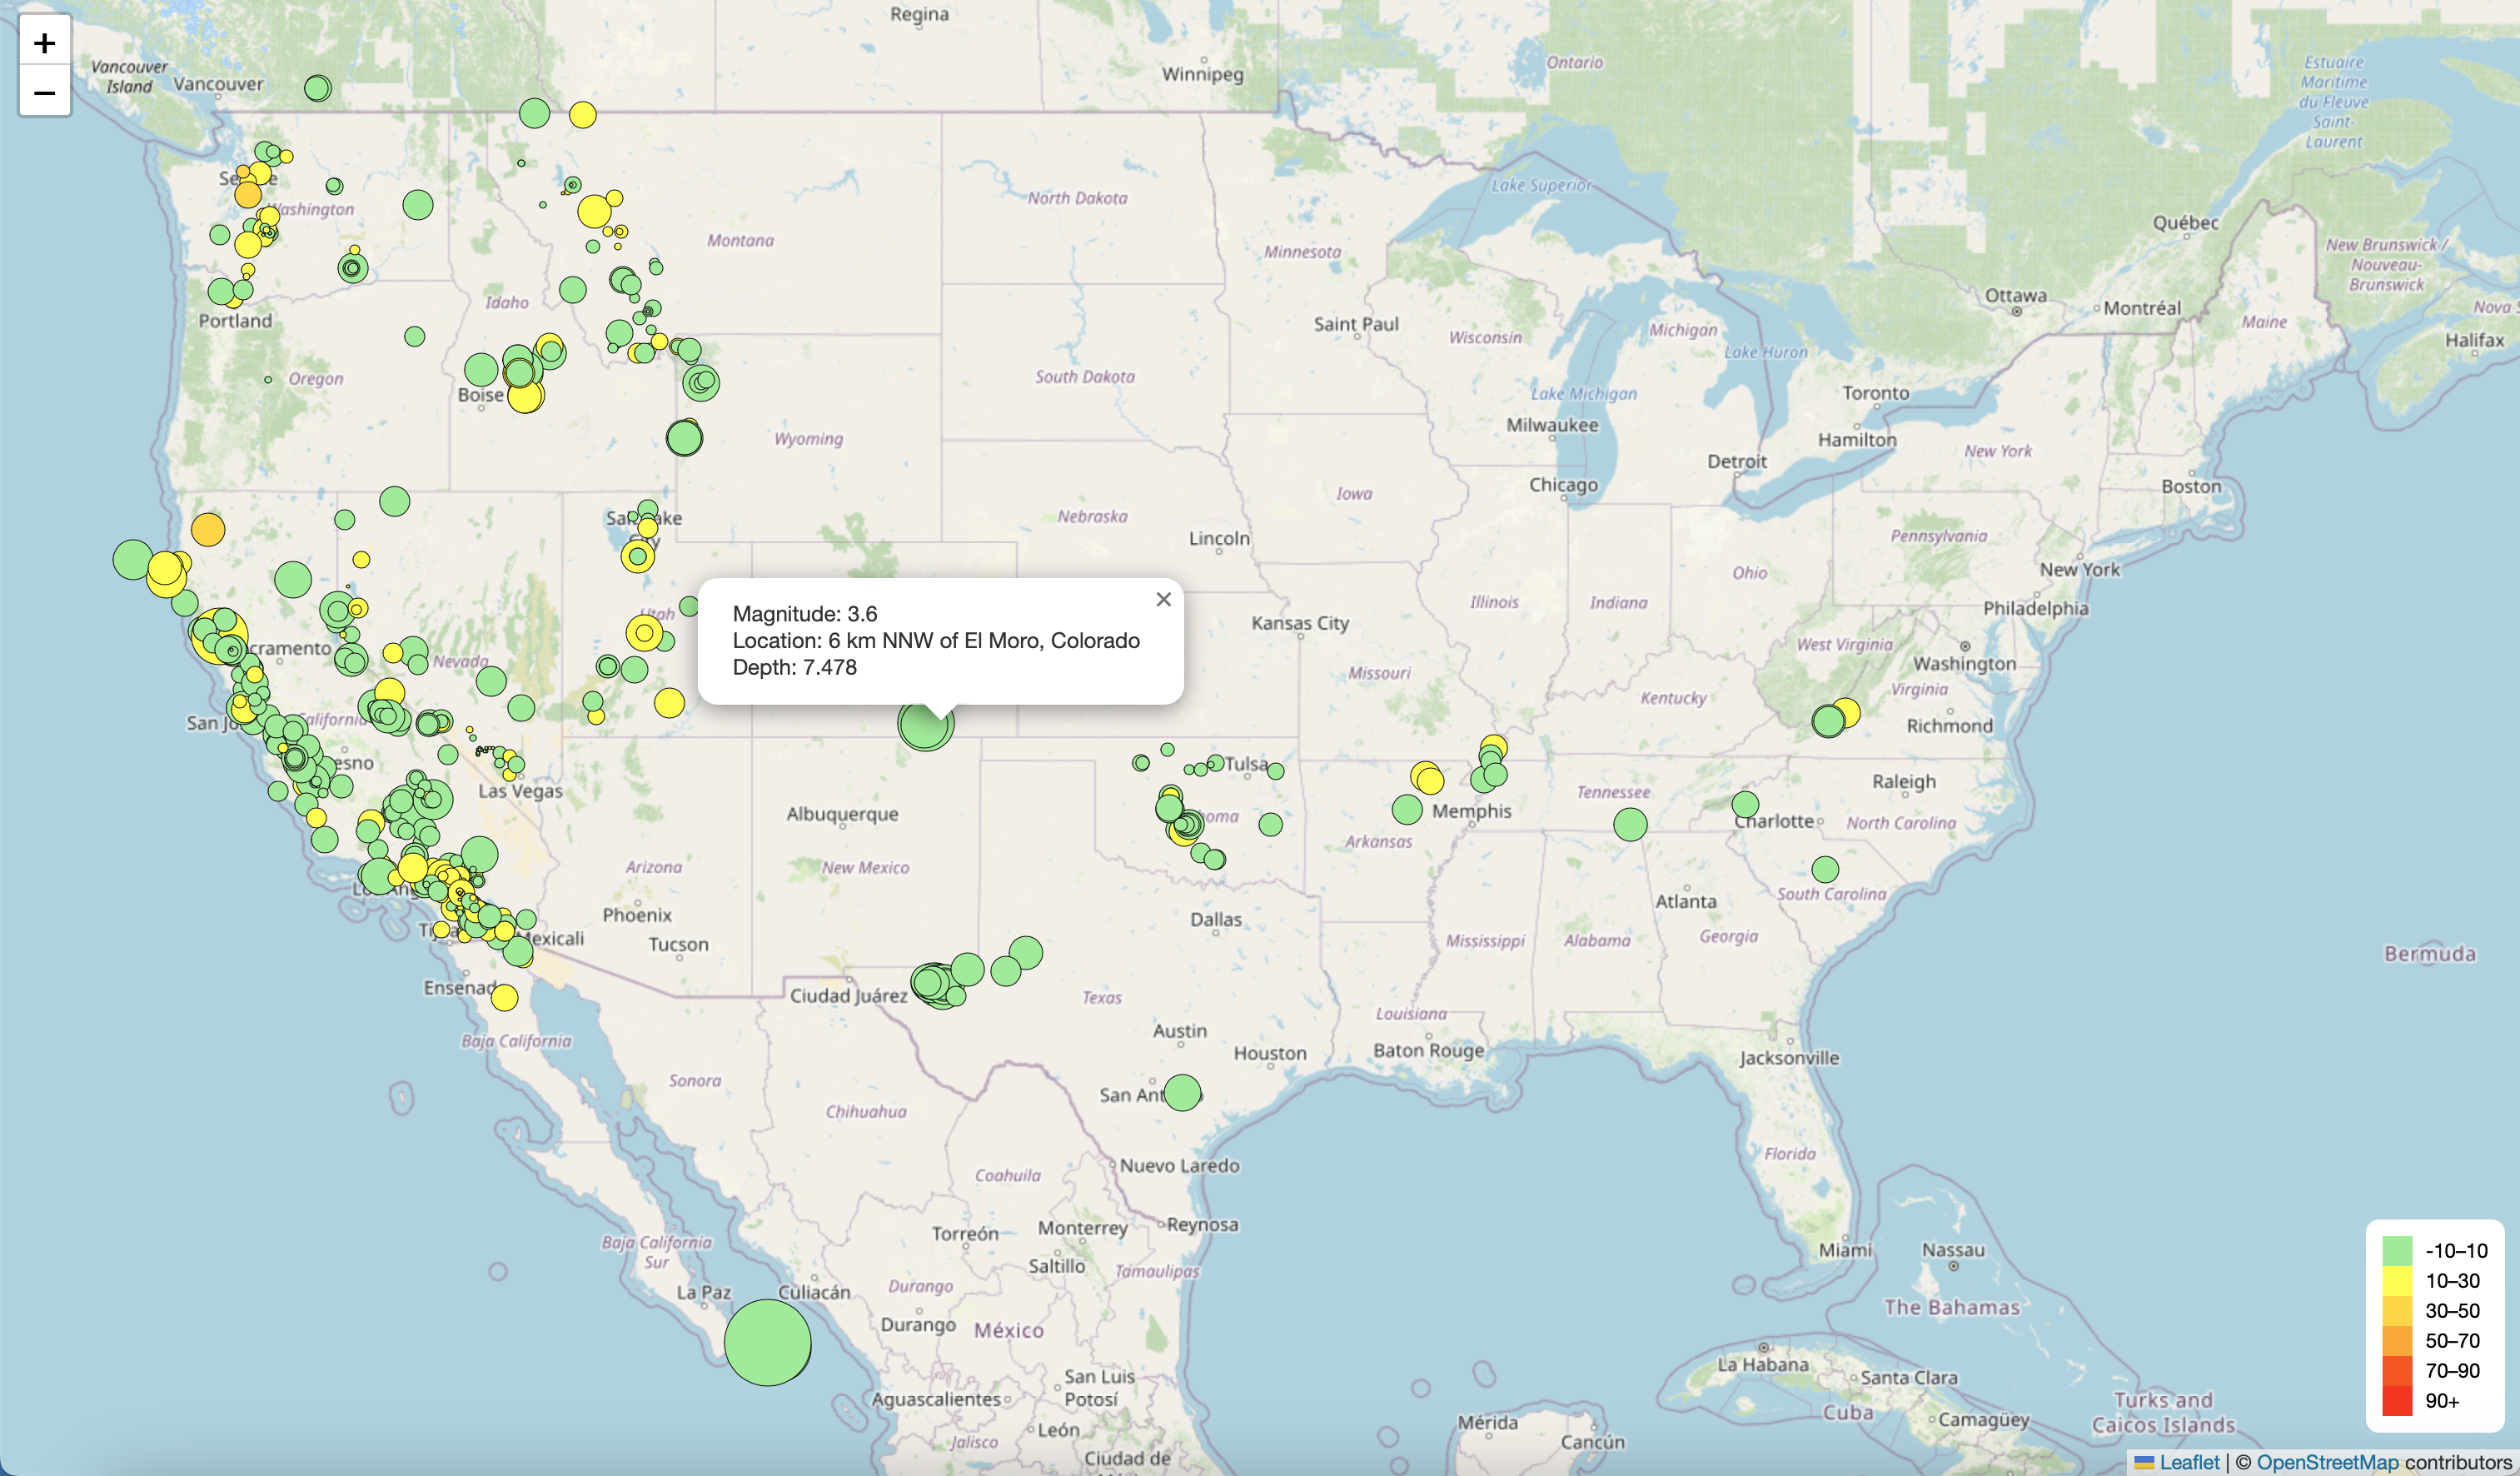 +
−
Regina
Vancouver
Island
Vancouver
Winnipeg
Ontario
Estuaire
Maritime
du Fleuve
Saint-
Laurent
Lake Superior
Washington
North Dakota
Montana
Minnesota
Québec
New Brunswick /
Nouveau-
Brunswick
Nova S
Ottawa
Montréal
Maine
Halifax
Idaho
Portland
Saint Paul
Wisconsin
Michigan
Lake Huron
Oregon
Boise
South Dakota
Lake Michigan
Toronto
Hamilton
Milwaukee
Wyoming
New York
Detroit
Chicago
Boston
Iowa
Nebraska
Lincoln
Pennsylvania
New York
Ohio
Philadelphia
Illinois
Indiana
Utah
Magnitude: 3.6
Location: 6 km NNW of El Moro, Colorado
Depth: 7.478
×
Kansas City
cramento
Nevada
Missouri
West Virginia
Washington
Kentucky
Virginia
Richmond
San Jo
California
esno
Las Vegas
Tulsa
oma
Albuquerque
Memphis
Tennessee
Raleigh
Charlotte
North Carolina
Arkansas
Arizona
New Mexico
South Carolina
Atlanta
Phoenix
Dallas
Tucson
Mexicali
Mississippi
Alabama
Georgia
Bermuda
Ensenad
Ciudad Juárez
Texas
Louisiana
Austin
Houston
Baton Rouge
Jacksonville
Baja California
Sonora
Chihuahua
San Ant
Florida
Coahuila
Nuevo Laredo
Torreón
Monterrey
Reynosa
Saltillo
Tamaulipas
Baja California
Sur
La Paz
Culiacán
Durango
Durango
México
Miami
Nassau
The Bahamas
La Habana
Santa Clara
Cuba
Camagüey
Turks and
Caicos Islands
Aguascalientes
San Luis
Potosí
León
Jalisco
Ciudad de
Mérida
Cancún
-10–10
10–30
30–50
50–70
70–90
90+
Leaflet | © OpenStreetMap contributors